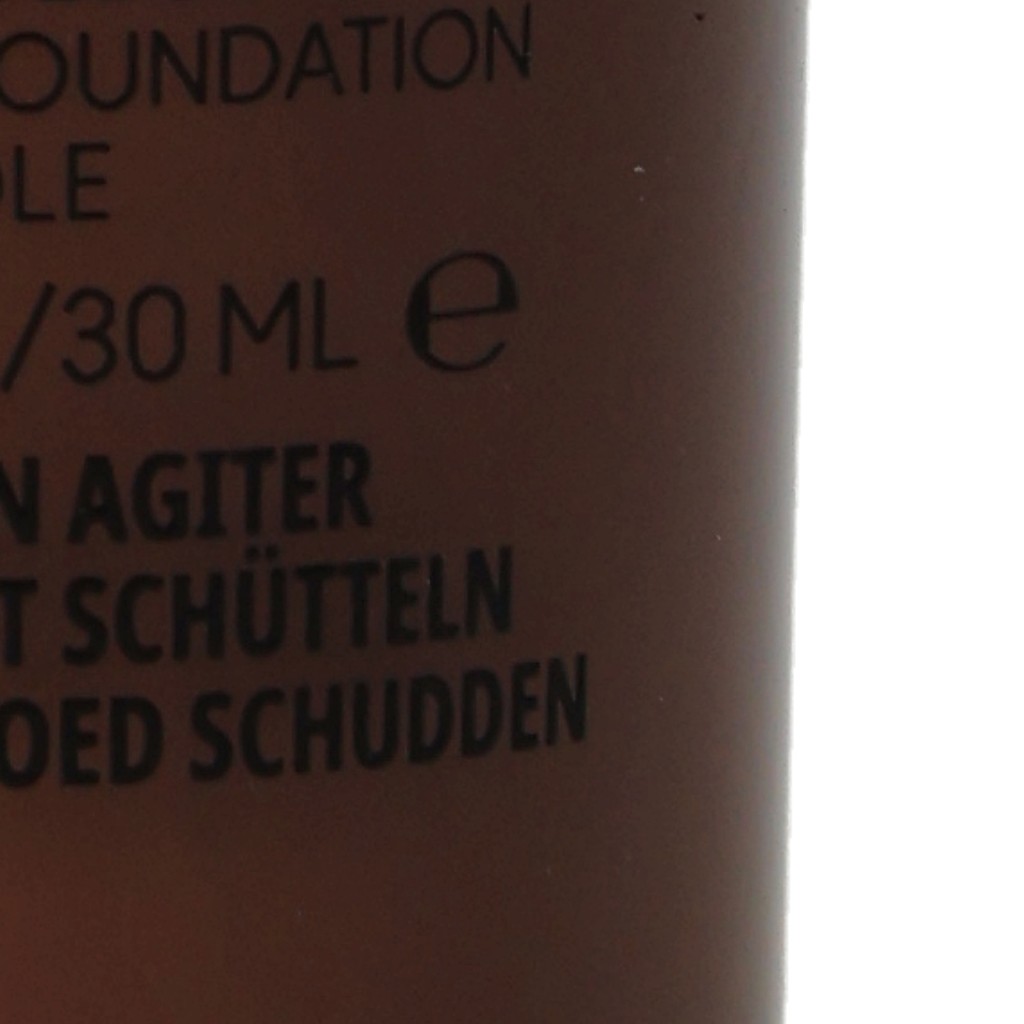 OUNDATION
OLE
/30 ML e
N AGITER
T SCHÜTTELN
OED SCHUDDEN